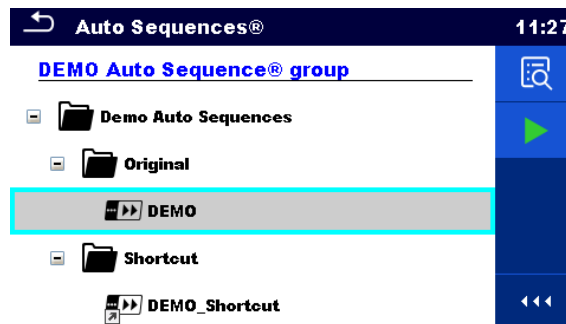 Auto Sequences® 11:27
DEMO Auto Sequence® group
Demo Auto Sequences
Original
DEMO
Shortcut
DEMO_Shortcut